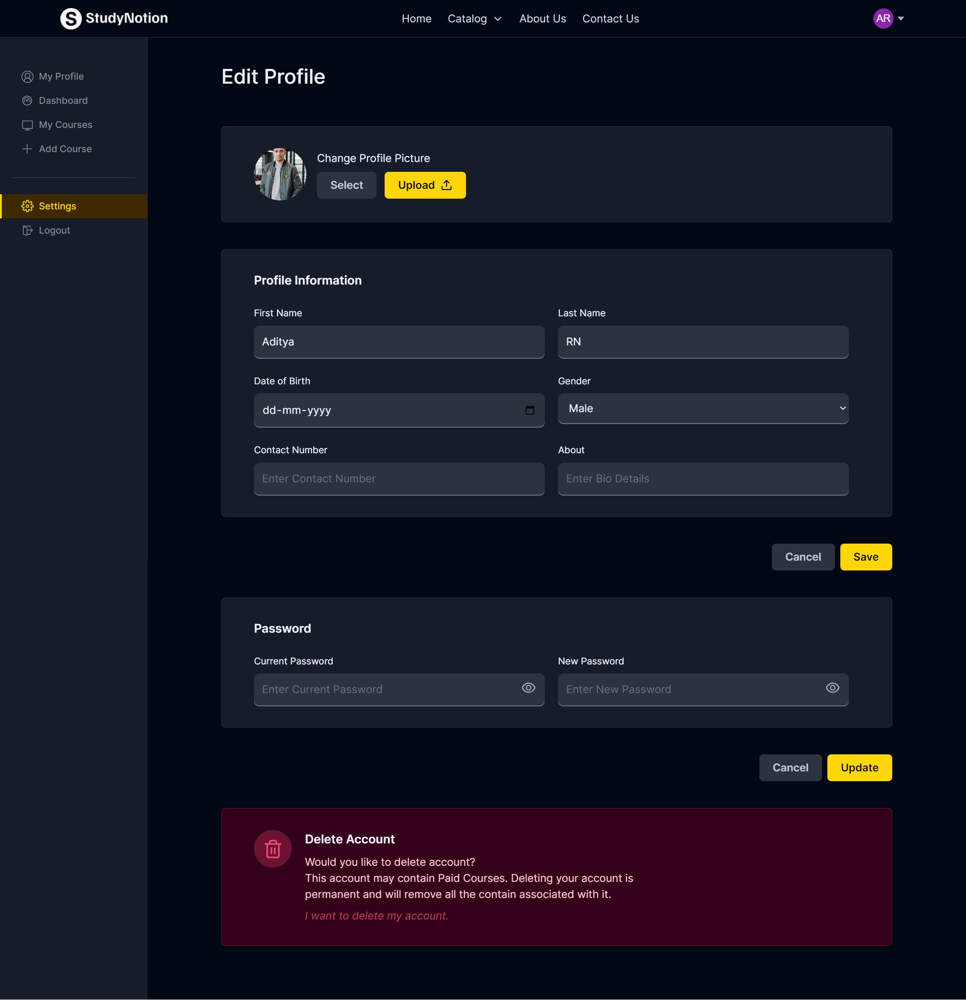 StudyNotion
Home
Catalog
About Us
Contact Us
AR
My Profile
Dashboard
My Courses
Add Course
Settings
Logout
Edit Profile
Change Profile Picture
Select
Upload
Profile Information
First Name
Last Name
Aditya
RN
Date of Birth
Gender
dd-mm-yyyy
Male
Contact Number
About
Enter Contact Number
Enter Bio Details
Cancel
Save
Password
Current Password
New Password
Enter Current Password
Enter New Password
Cancel
Update
Delete Account
Would you like to delete account?
This account may contain Paid Courses. Deleting your account is
permanent and will remove all the contain associated with it.
I want to delete my account.